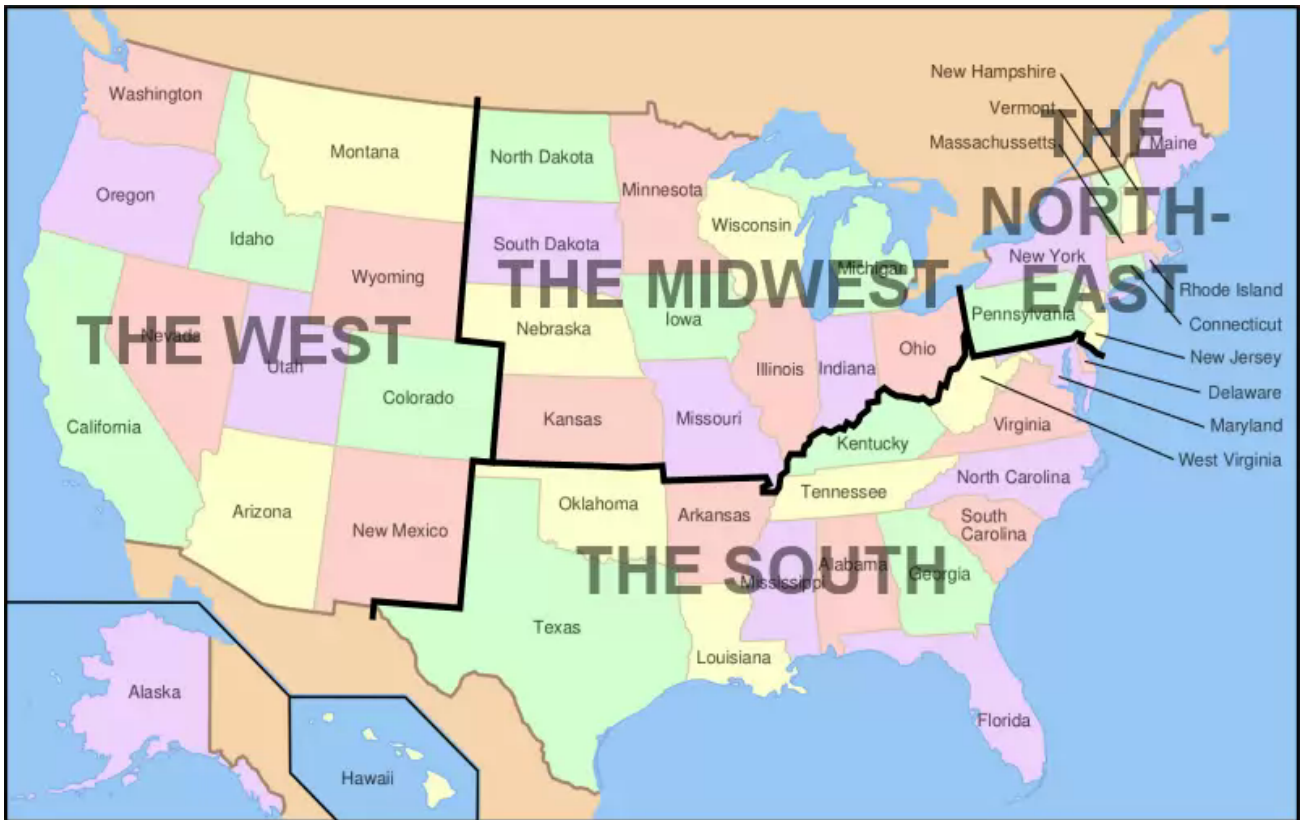 New Hampshire
Vermont
Massachussetts
THE
NORTH-
EAST
Maine
Washington
Montana
North Dakota
Minnesota
Oregon
Idaho
Wyoming
South Dakota
Wisconsin
Michigan
New York
THE MIDWEST
Rhode Island
Connecticut
New Jersey
Delaware
Maryland
West Virginia
THE WEST
Nevada
Utah
Colorado
California
Nebraska
Iowa
Pennsylvania
Kansas
Missouri
Illinois
Indiana
Ohio
Kentucky
Virginia
Arizona
New Mexico
Oklahoma
Arkansas
Tennessee
North Carolina
South
Carolina
THE SOUTH
Mississippi
Alabama
Georgia
Texas
Louisiana
Florida
Alaska
Hawaii